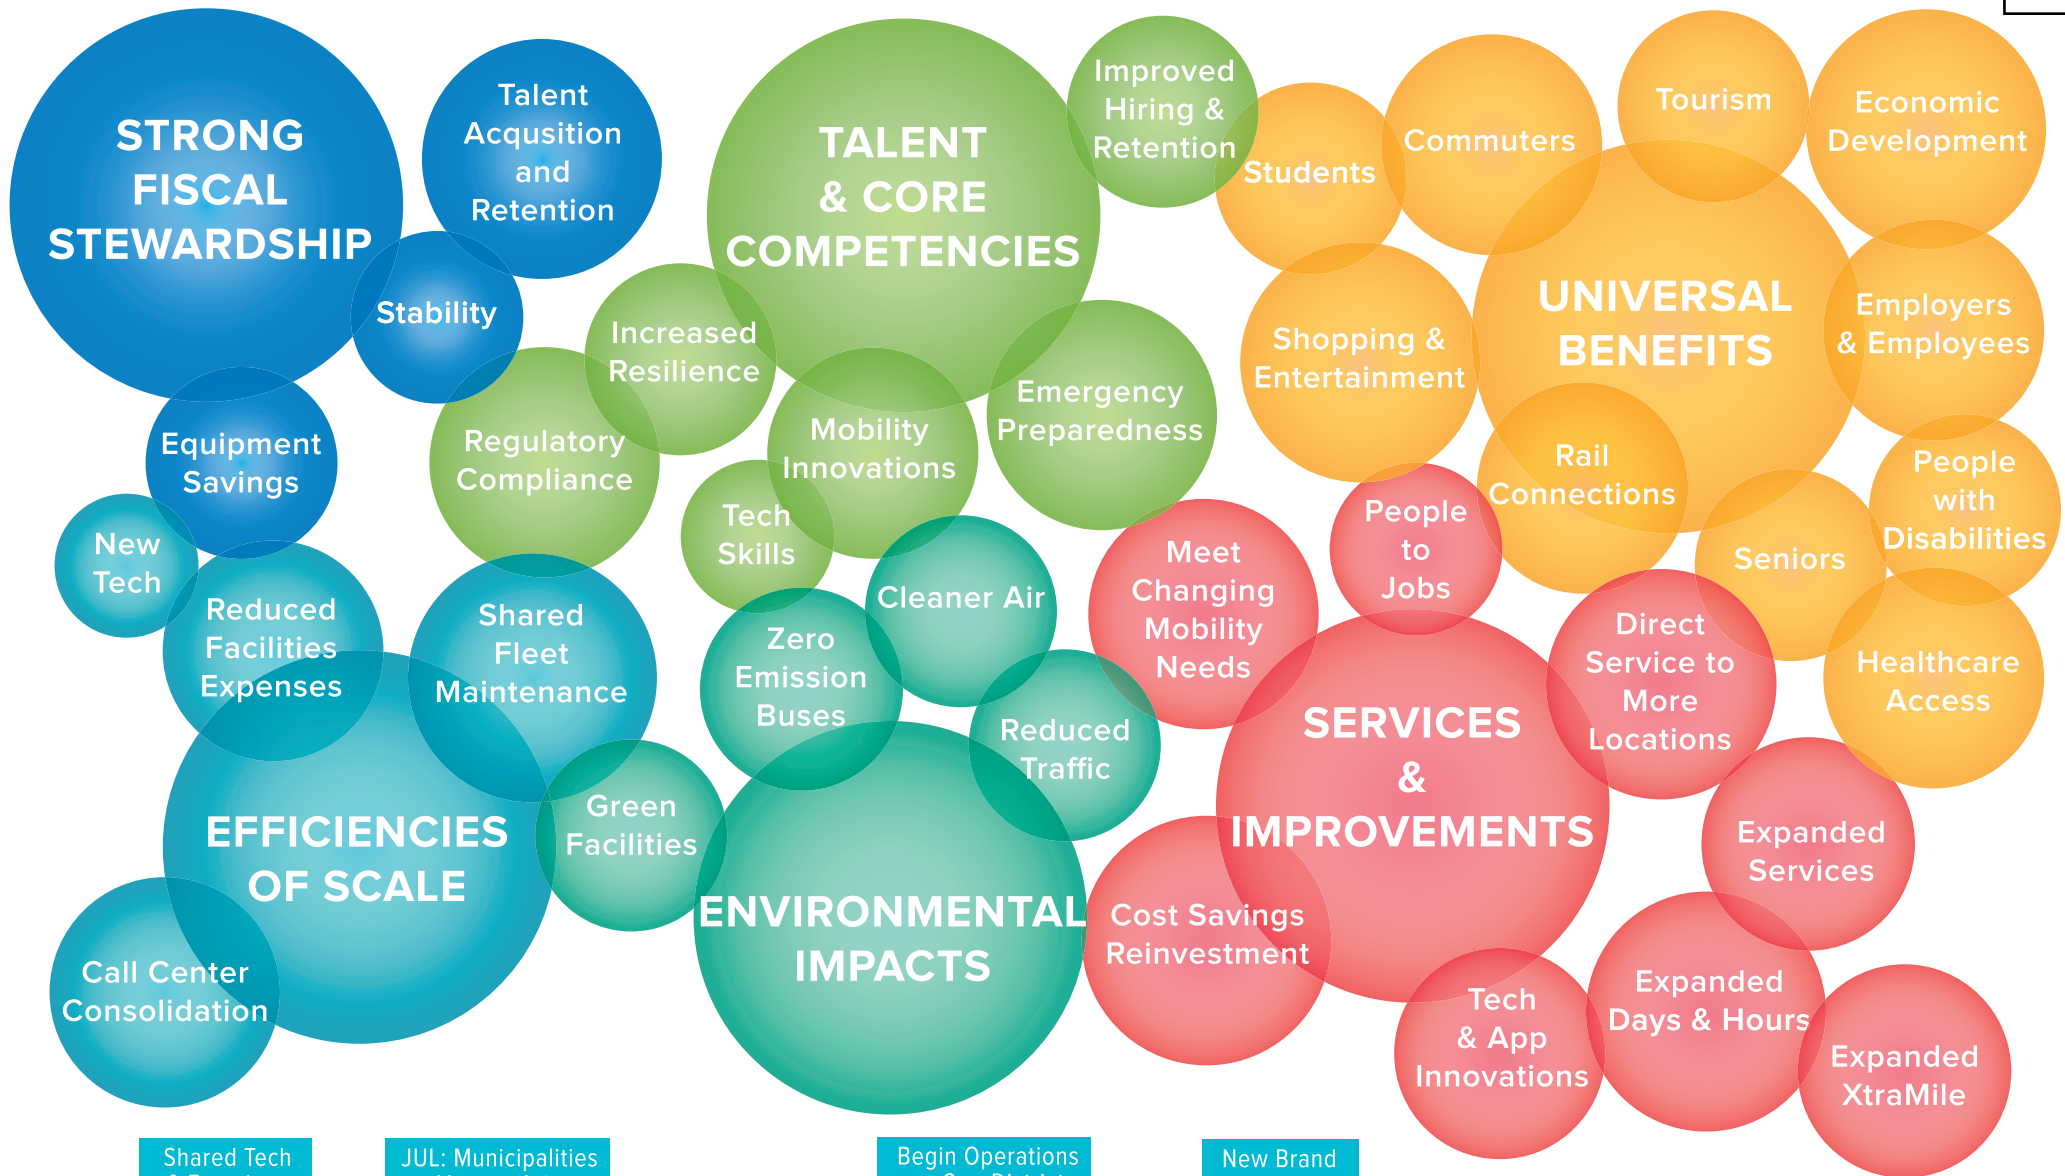 STRONG
FISCAL
STEWARDSHIP
Talent
Acqusition
and
Retention
Stability
Equipment
Savings
TALENT
& CORE
COMPETENCIES
Improved
Hiring &
Retention
Increased
Resilience
Regulatory
Compliance
Mobility
Innovations
Emergency
Preparedness
Tech
Skills
UNIVERSAL
BENEFITS
Students
Commuters
Tourism
Economic
Development
Shopping &
Entertainment
Employers
& Employees
Rail
Connections
People
with
Disabilities
Seniors
Healthcare
Access
New
Tech
Reduced
Facilities
Expenses
Shared
Fleet
Maintenance
EFFICIENCIES
OF SCALE
Call Center
Consolidation
Cleaner Air
Zero
Emission
Buses
Reduced
Traffic
Green
Facilities
ENVIRONMENTAL
IMPACTS
Meet
Changing
Mobility
Needs
People
to
Jobs
Direct
Service to
More
Locations
SERVICES
&
IMPROVEMENTS
Expanded
Services
Cost Savings
Reinvestment
Tech
& App
Innovations
Expanded
Days & Hours
Expanded
XtraMile
Shared Tech
JUL: Municipalities
Begin Operations
New Brand